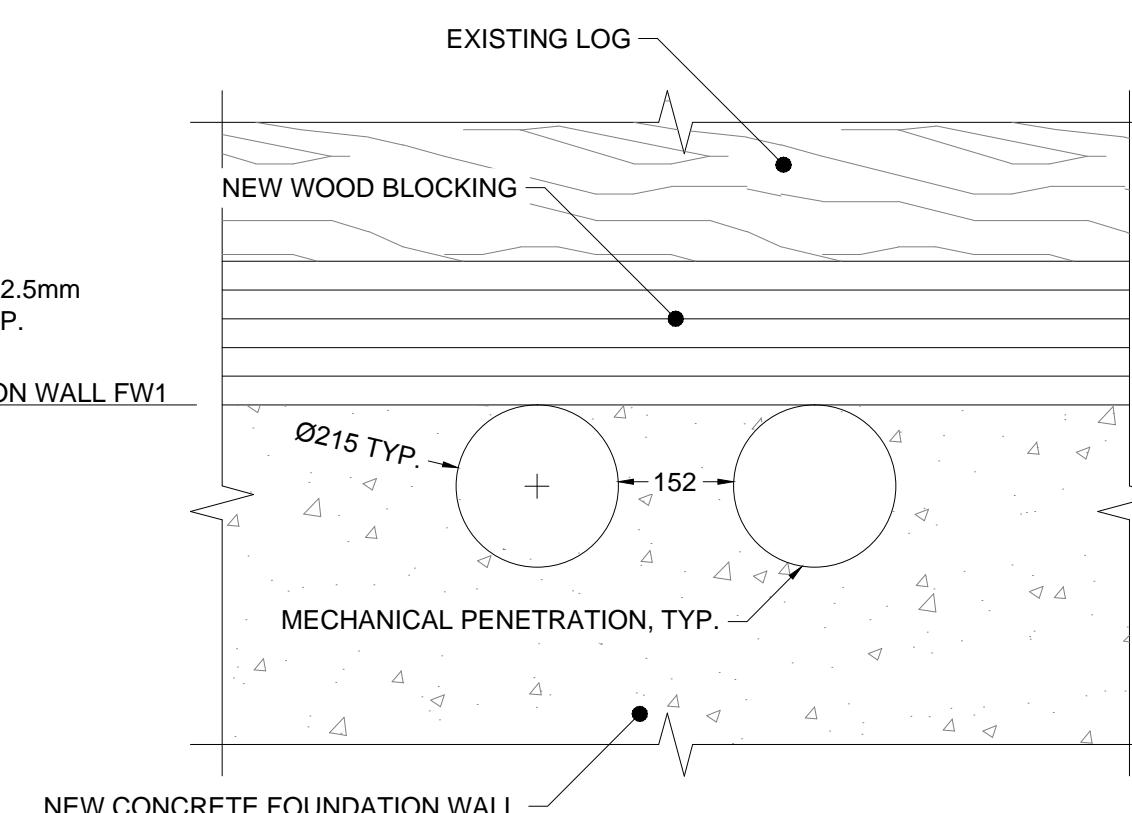 EXISTING LOG
NEW WOOD BLOCKING
2.5mm
P.
ON WALL FW1
Ø215 TYP.
152
MECHANICAL PENETRATION, TYP.
NEW CONCRETE FOUNDATION WALL